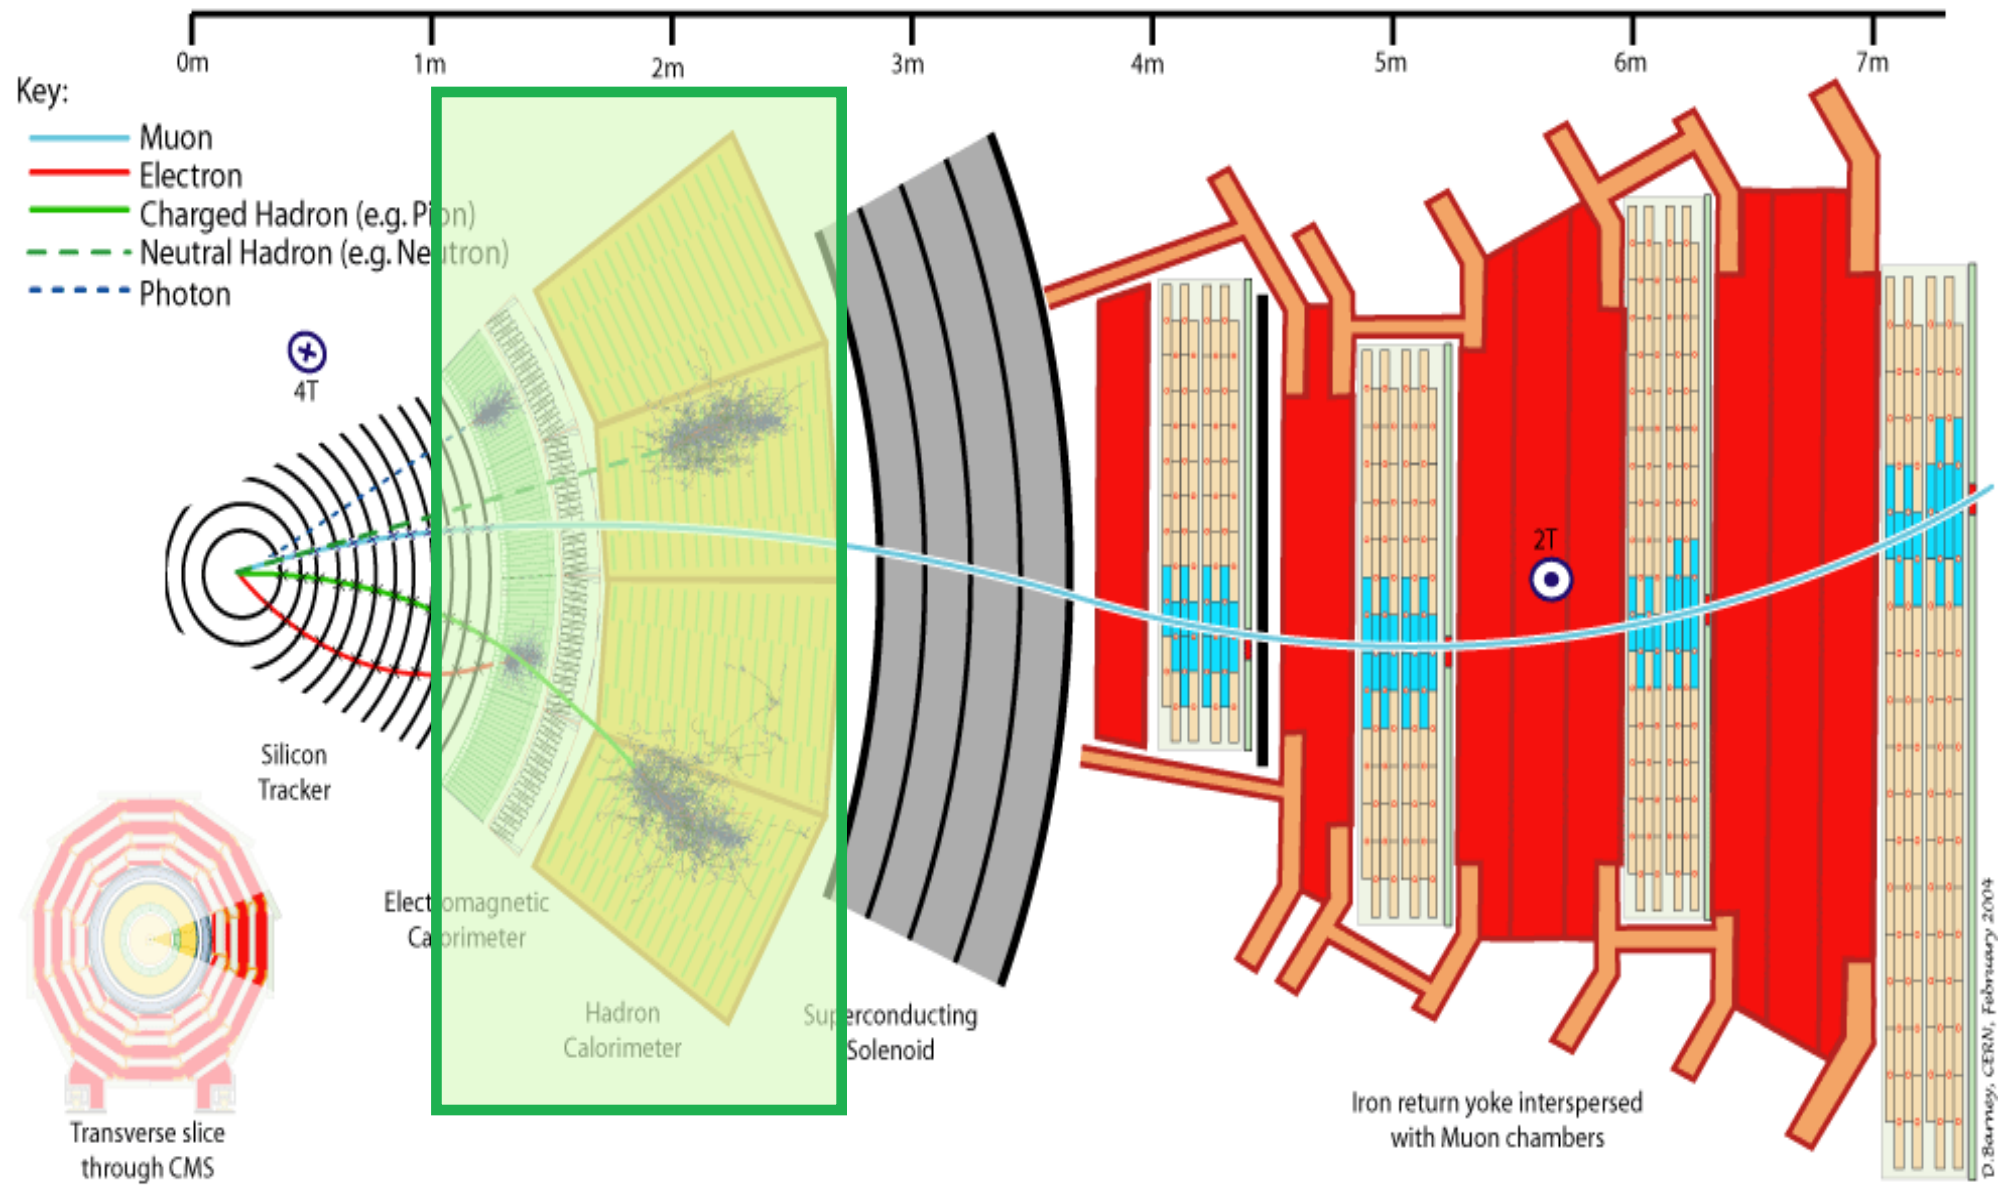 0m
1m
2m
3m
4m
5m
6m
7m
Key:
Muon
Electron
Charged Hadron (e.g. Pion)
Neutral Hadron (e.g. Neutron)
Photon
4T
2T
Silicon
Tracker
Electromagnetic
Calorimeter
Hadron
Calorimeter
Superconducting
Solenoid
Iron return yoke interspersed
with Muon chambers
Transverse slice
through CMS
D.Barney, CERN, February 2004